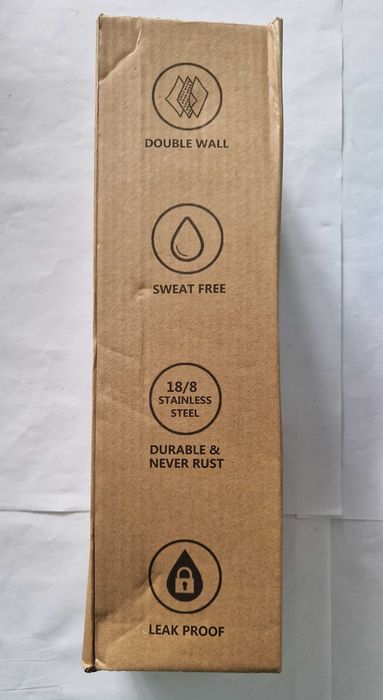 DOUBLE WALL
SWEAT FREE
18/8
STAINLESS
STEEL
DURABLE &
NEVER RUST
LEAK PROOF